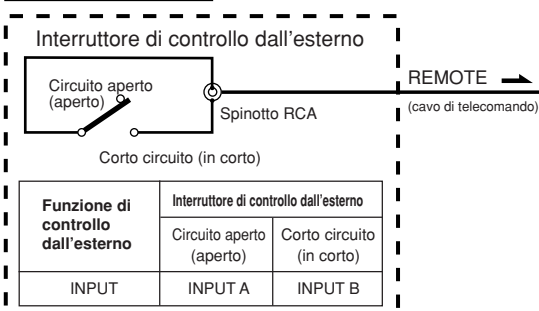 Interruttore di controllo dall'esterno
Circuito aperto
(aperto)
Spinotto RCA
Corto circuito (in corto)
REMOTE
(cavo di telecomando)
Funzione di
controllo
dall'esterno
Interruttore di controllo dall'esterno
Circuito aperto
(aperto)
Corto circuito
(in corto)
INPUT
INPUT A
INPUT B